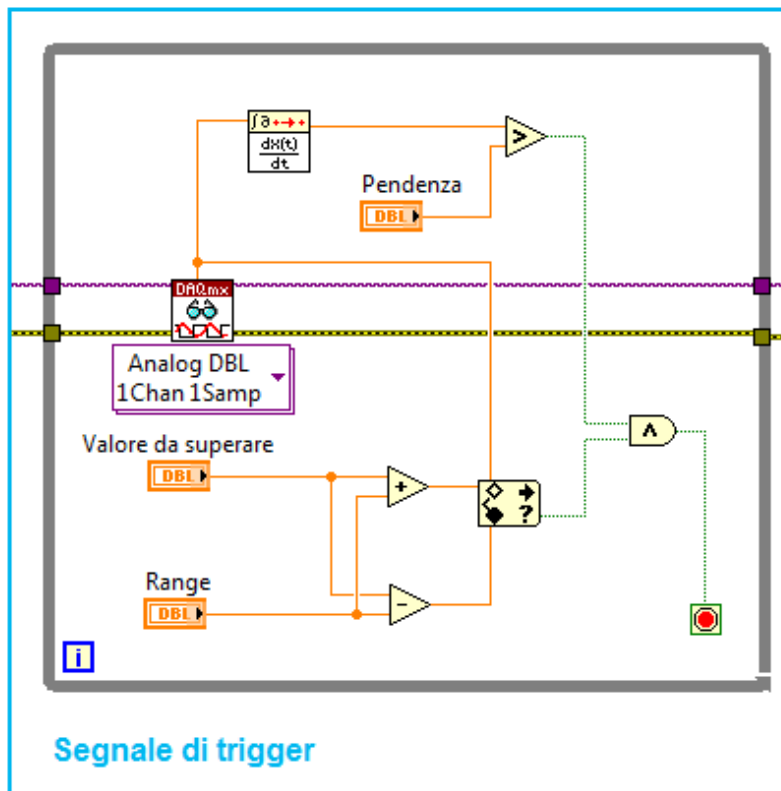 ∫∂
dx(t)
dt
>
Pendenza
DBL
DAQmx
Analog DBL
1Chan 1Samp
Valore da superare
DBL
+
∧
?
Range
DBL
−
i
Segnale di trigger